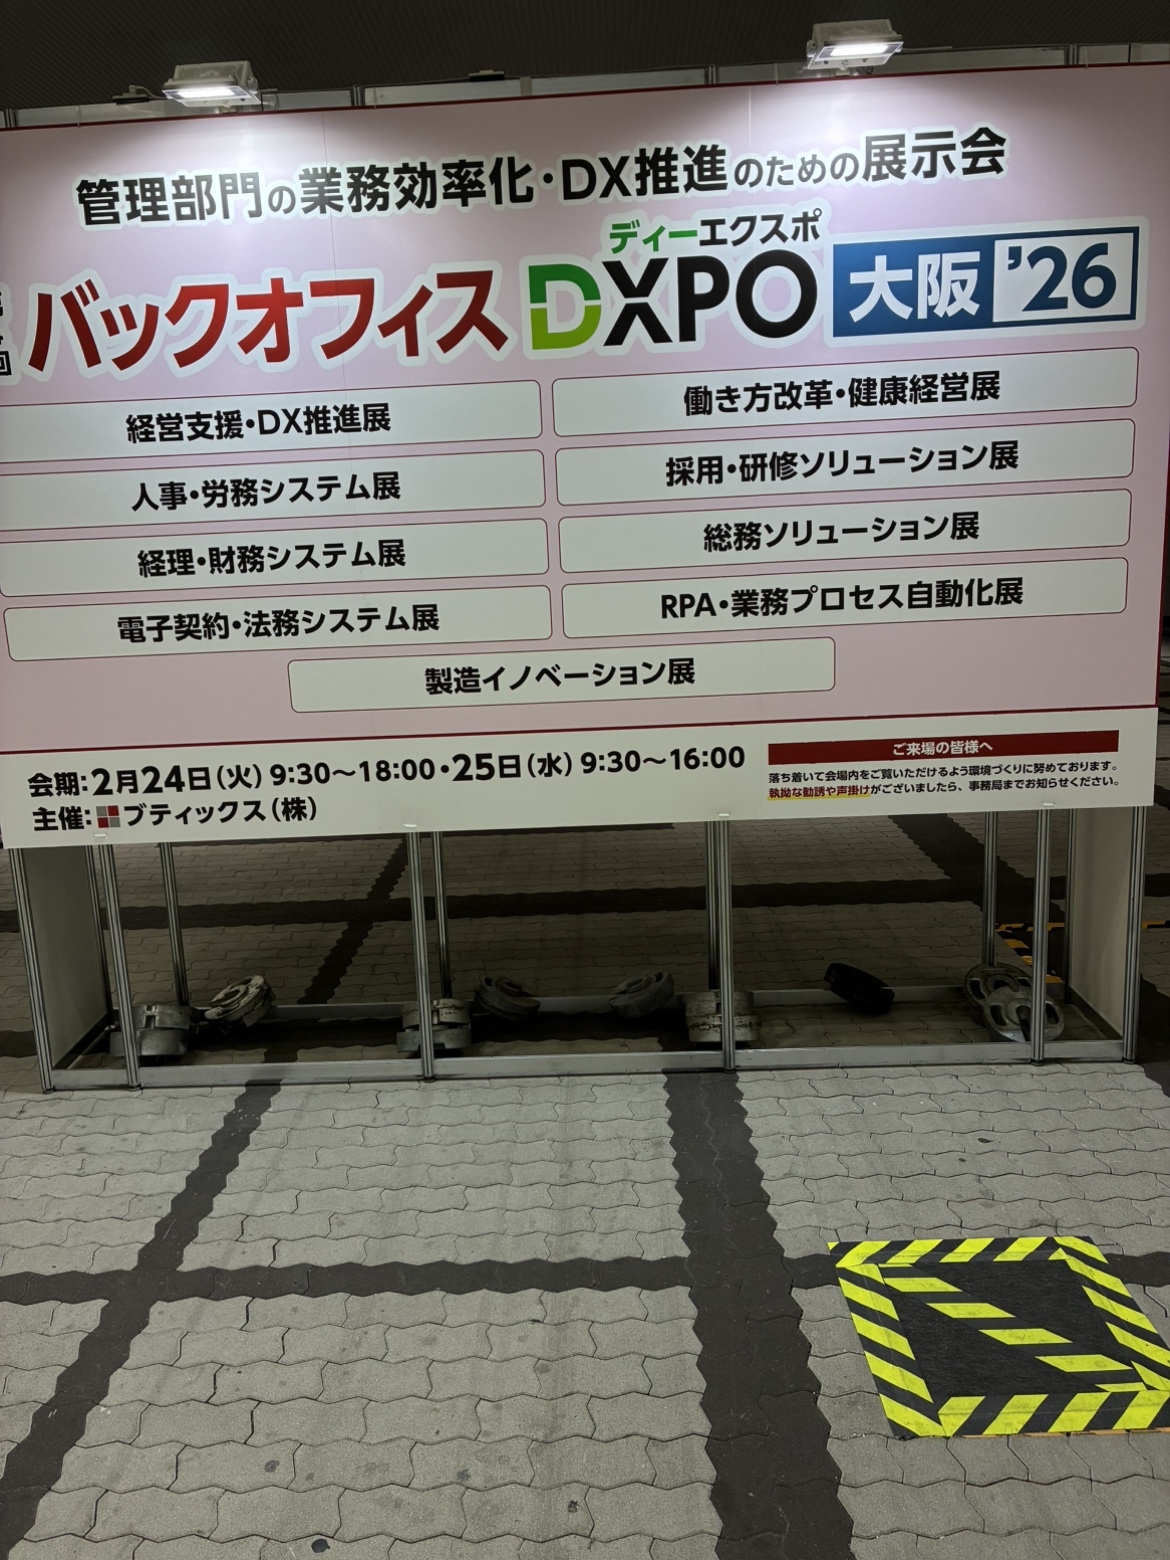 管理部門の業務効率化・DX推進のための展示会
ディーエクスポ
バックオフィス DXPO 大阪 '26
経営支援・DX推進展
働き方改革・健康経営展
人事・労務システム展
採用・研修ソリューション展
経理・財務システム展
総務ソリューション展
電子契約・法務システム展
RPA・業務プロセス自動化展
製造イノベーション展
会期：2月24日（火）9:30〜18:00・25日（水）9:30〜16:00
主催：ブティックス（株）
ご来場の皆様へ
落ち着いて会場内をご覧いただけるよう環境づくりに努めております。
執拗な勧誘や声掛けがございましたら、事務局までお知らせください。